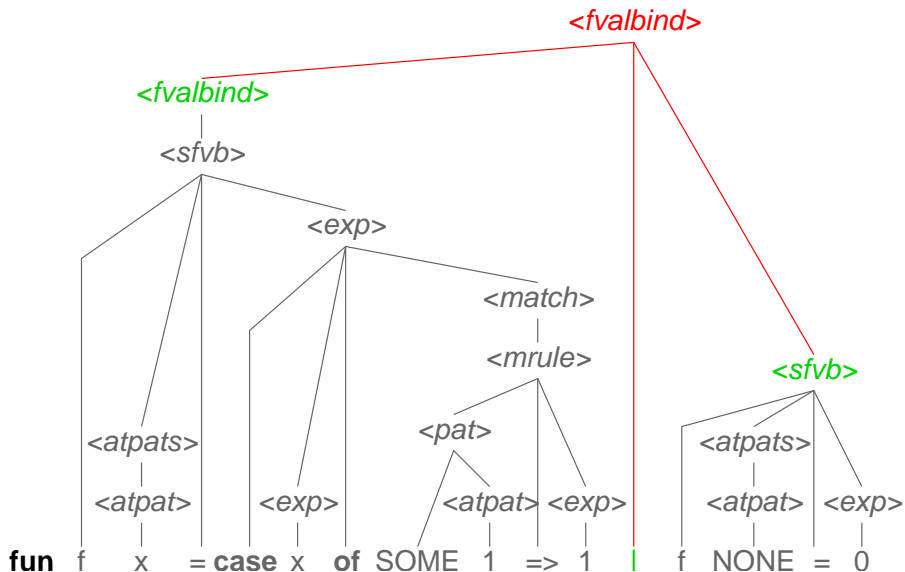 <fvalbind>
<fvalbind>
<sfvb>
<exp>
<match>
<mrule>
<sfvb>
<atpats> <pat> <atpats>
<atpat> <exp> <atpat> <exp> <atpat> <exp>
fun f x = case x of SOME 1 => 1 | f NONE = 0